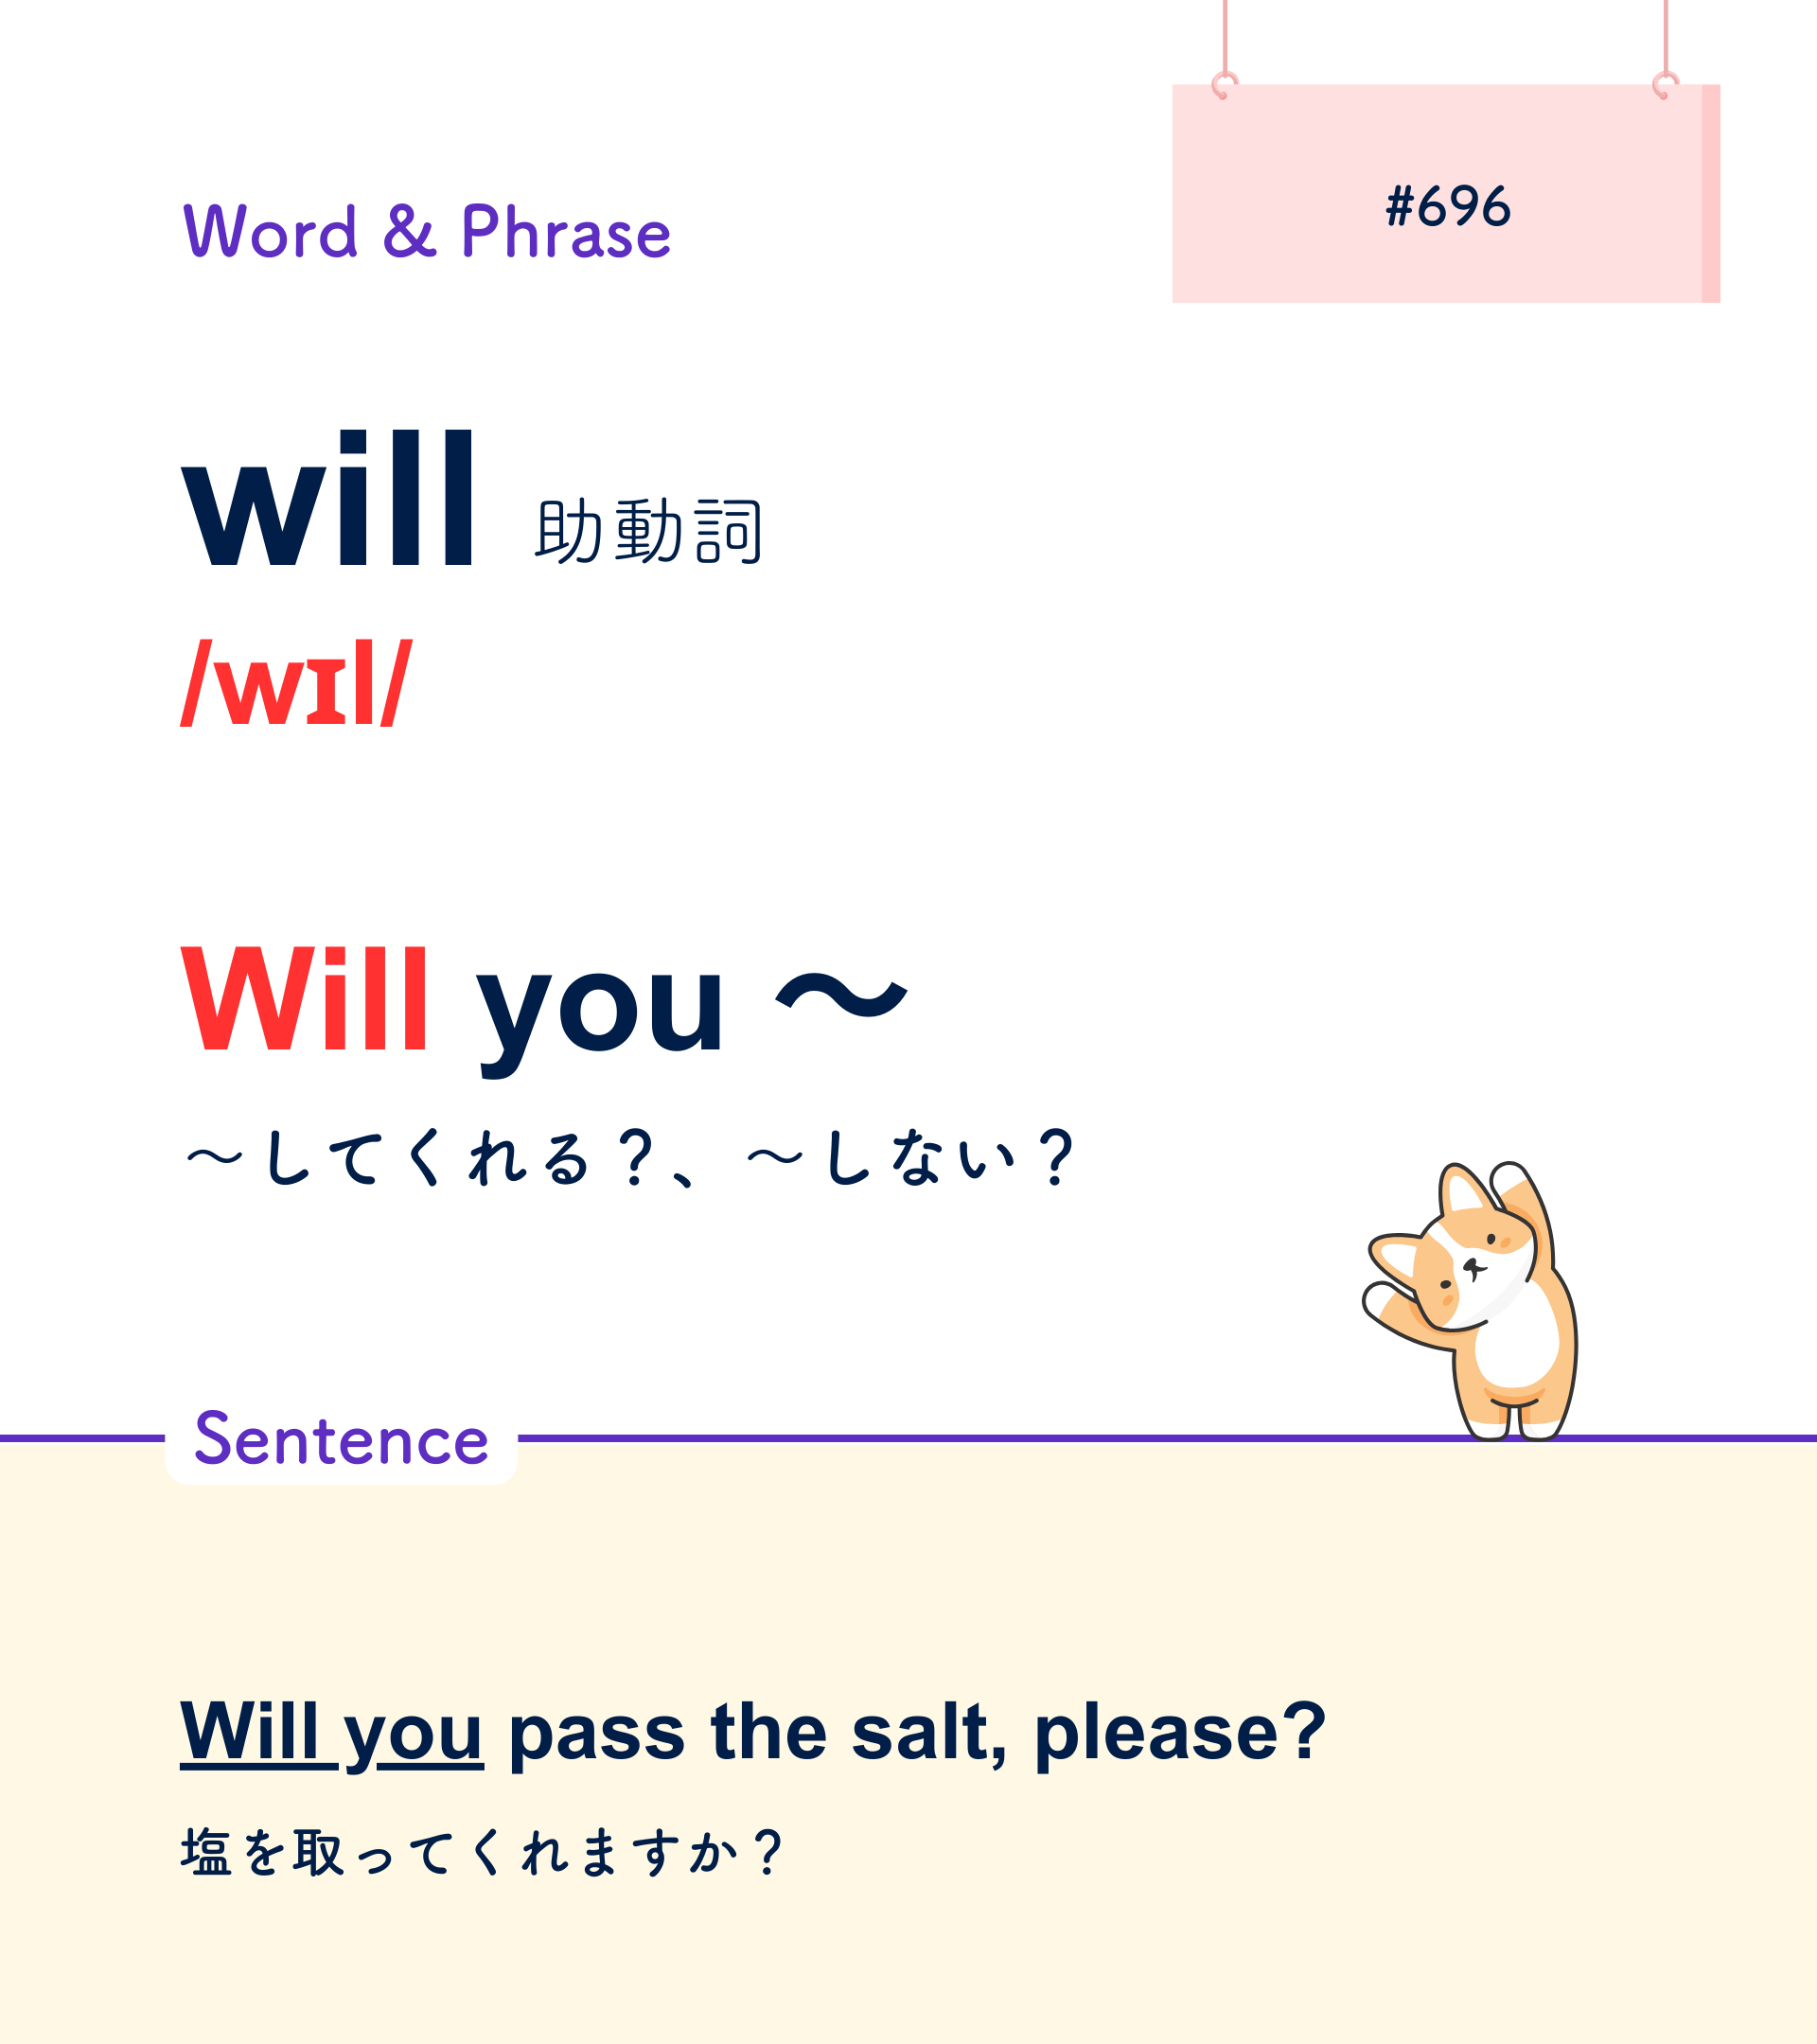 #696
Word & Phrase
will 助動詞
/wɪl/
Will you 〜
〜してくれる？、〜しない？
Sentence
Will you pass the salt, please?
塩を取ってくれますか？